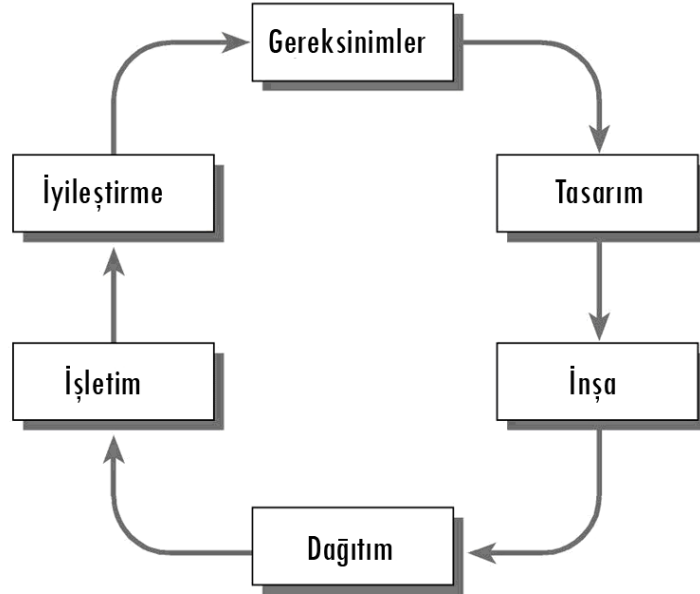 Gereksinimler
Tasarım
İnşa
Dağıtım
İşletim
İyileştirme